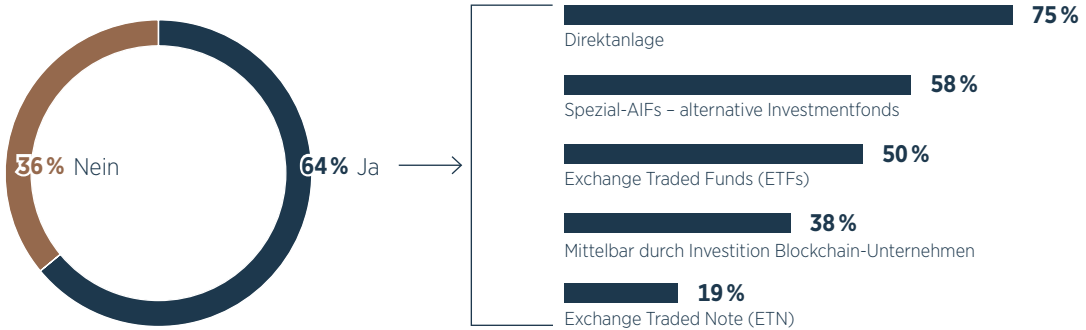 36 % Nein
64 % Ja
75 %
Direktanlage
58 %
Spezial-AIFs – alternative Investmentfonds
50 %
Exchange Traded Funds (ETFs)
38 %
Mittelbar durch Investition Blockchain-Unternehmen
19 %
Exchange Traded Note (ETN)